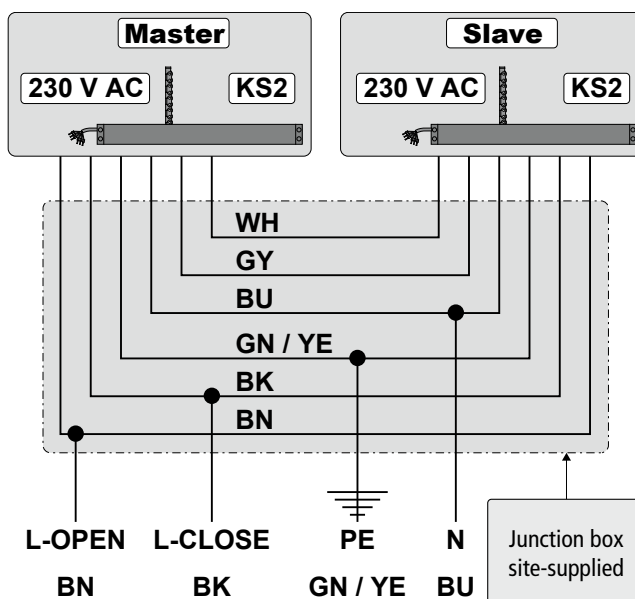 Master Slave
230 V AC KS2 230 V AC KS2
WH
GY
BU
GN / YE
BK
BN
L-OPEN L-CLOSE PE N
BN BK GN / YE BU
Junction box
site-supplied